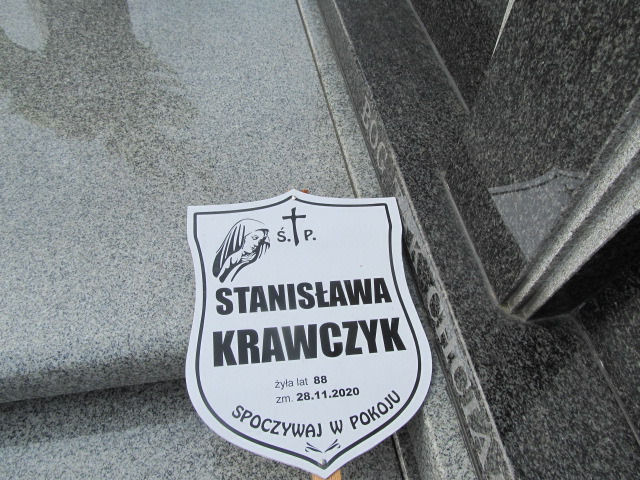 Ś. P.
STANISŁAWA
KRAWCZYK
żyła lat 88
zm. 28.11.2020
SPOCZYWAJ W POKOJU